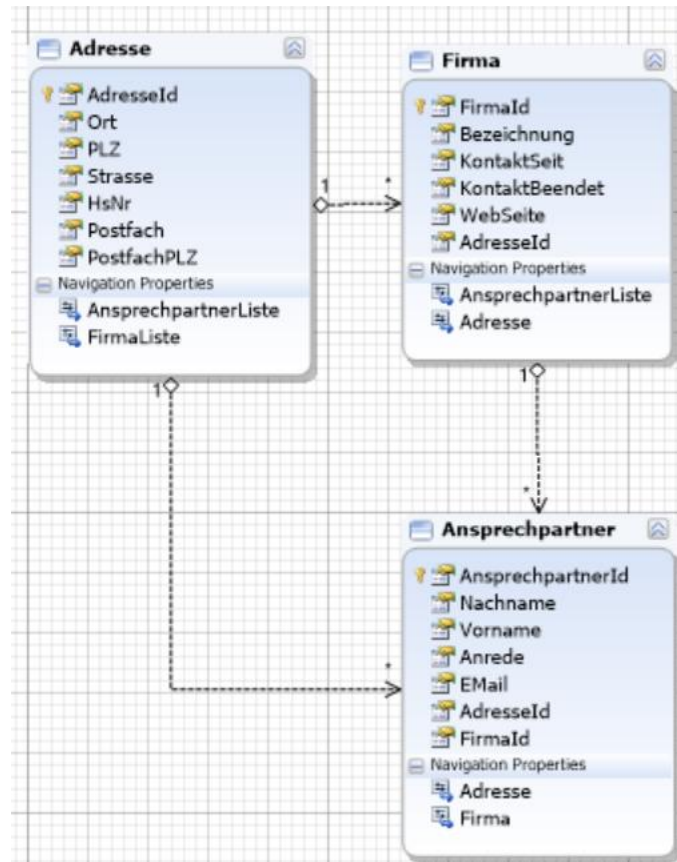 Adresse
AdresseId
Ort
PLZ
Strasse
HsNr
Postfach
PostfachPLZ
Navigation Properties
AnsprechpartnerListe
FirmaListe
1
*
Firma
FirmaId
Bezeichnung
KontaktSeit
KontaktBeendet
WebSeite
AdresseId
Navigation Properties
AnsprechpartnerListe
Adresse
1
1
*
Ansprechpartner
AnsprechpartnerId
Nachname
Vorname
Anrede
EMail
AdresseId
FirmaId
Navigation Properties
Adresse
Firma
*